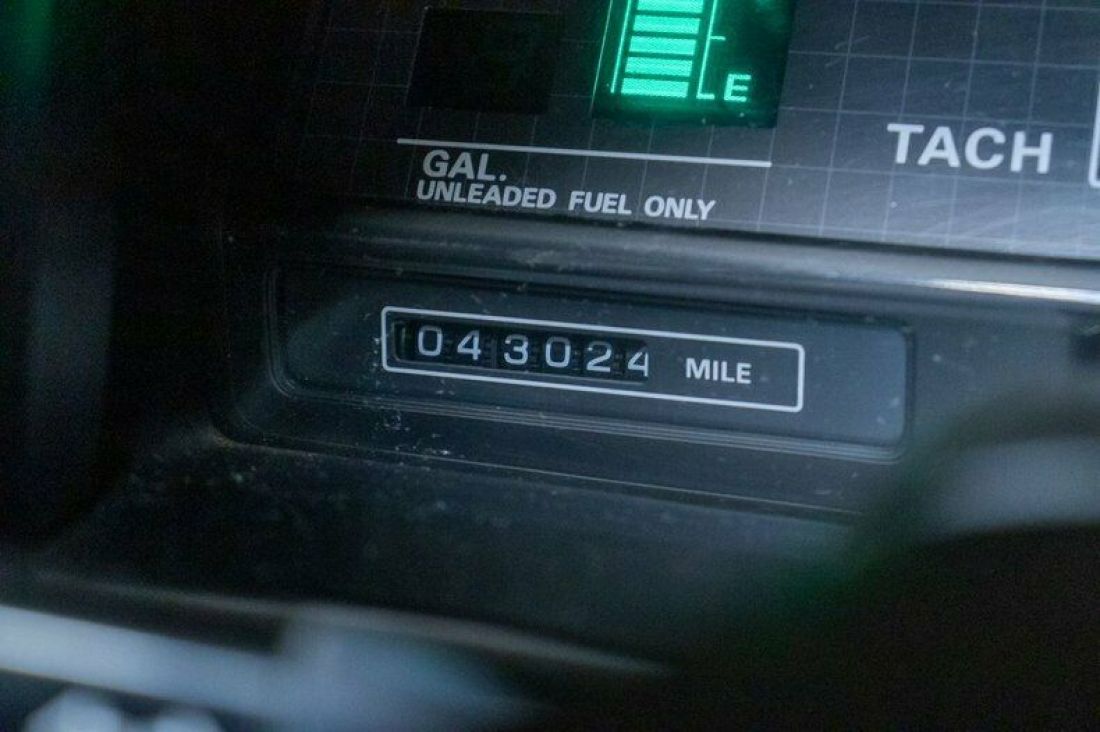 E
TACH
GAL.
UNLEADED FUEL ONLY
043024 MILE